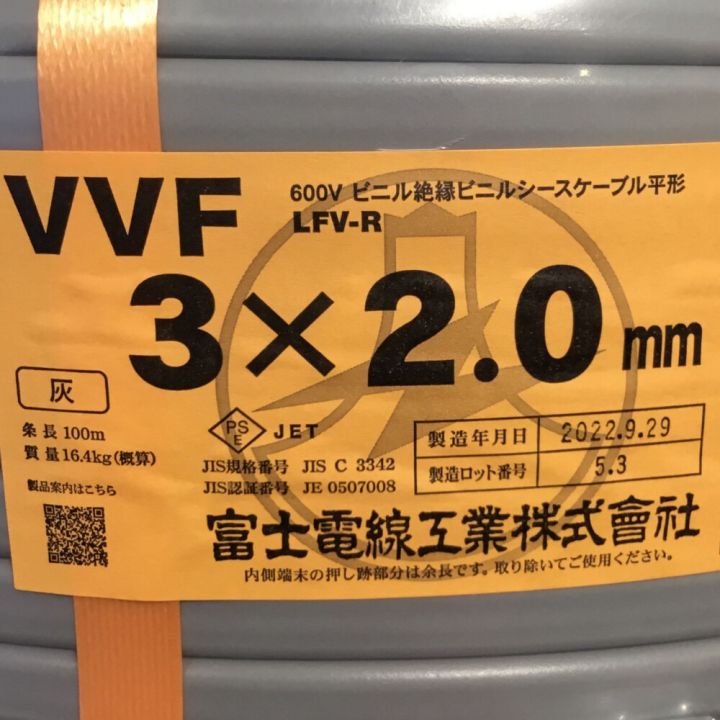 VVF
600V ビニル絶縁ビニルシースケーブル平形
LFV-R
3×2.0mm
灰
条長 100m
質量 16.4kg(概算)
製品案内はこちら
PS
E
JET
JIS規格番号 JIS C 3342
JIS認証番号 JE 0507008
製造年月日 2022.9.29
製造ロット番号 5.3
富士電線工業株式會社
内側端末の押し跡部分は余長です。取り除いてご使用ください。